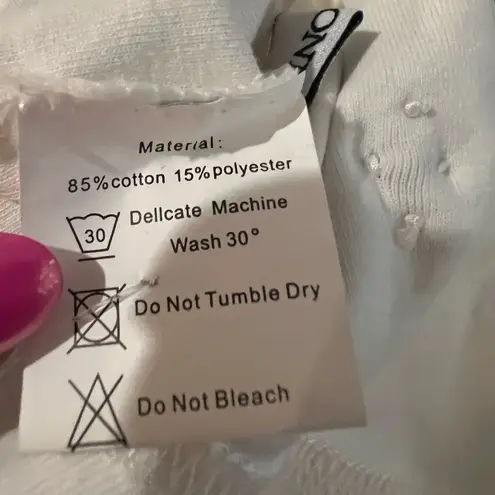 Material:
85%cotton 15%polyester
30
Dellcate Machine
Wash 30°
Do Not Tumble Dry
Do Not Bleach